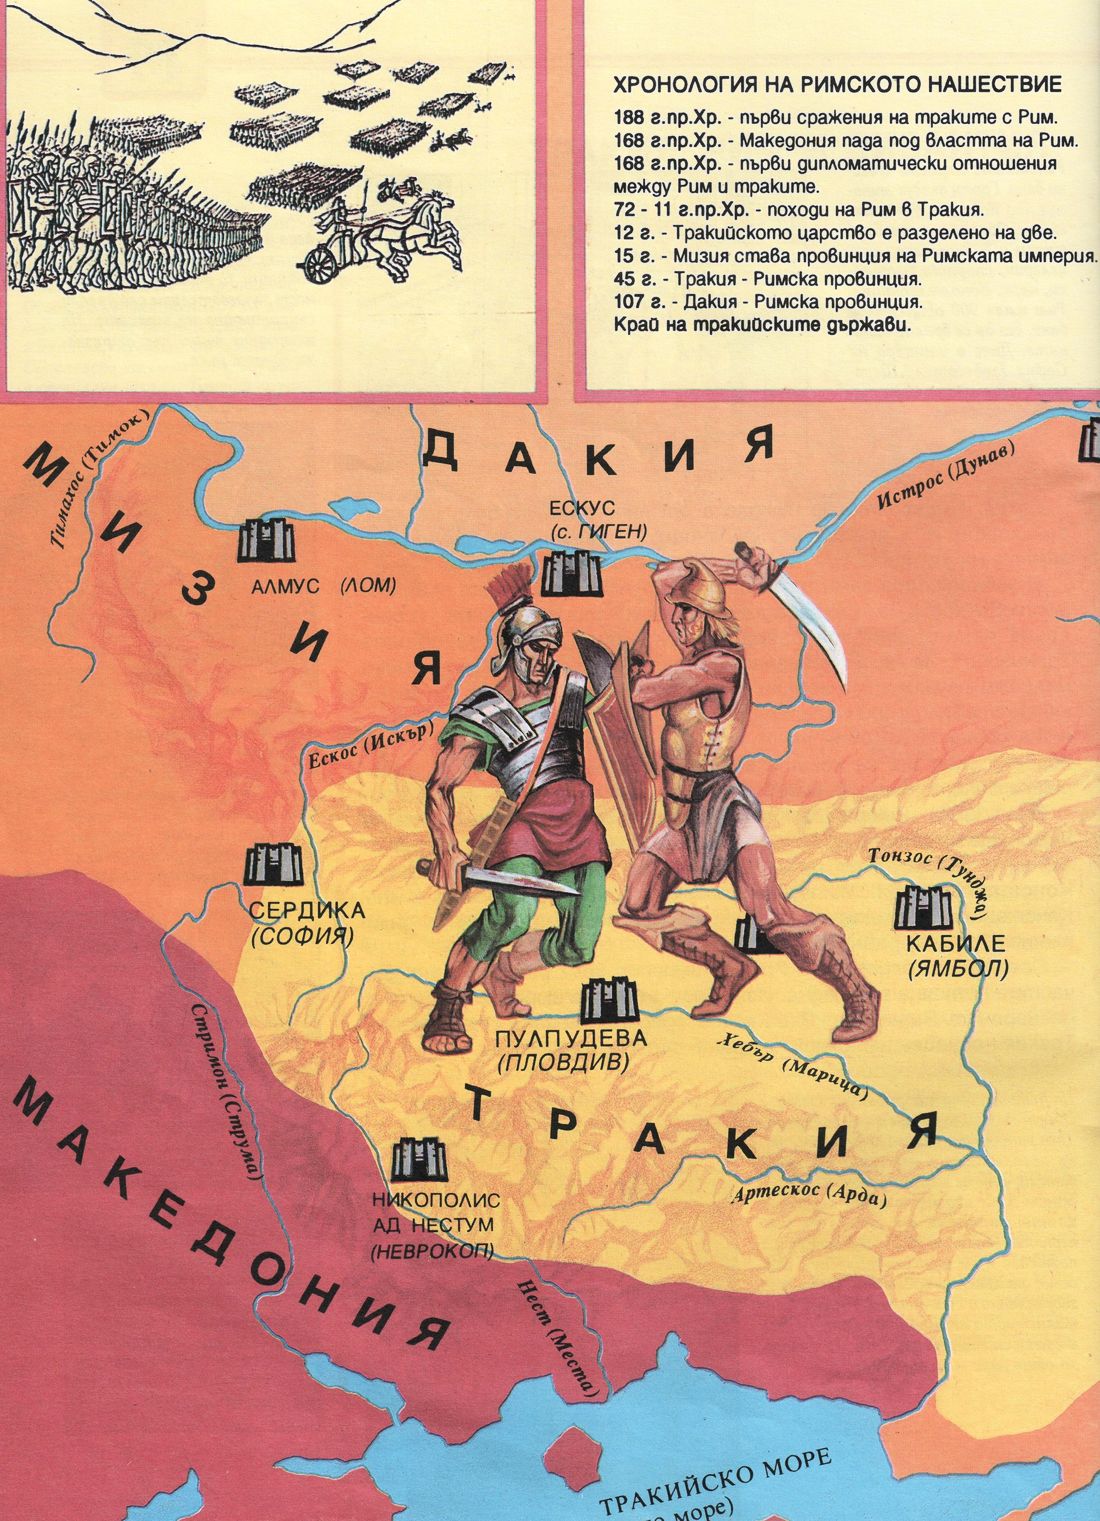 ХРОНОЛОГИЯ НА РИМСКОТО НАШЕСТВИЕ
188 г.пр.Хр. - първи сражения на траките с Рим.
168 г.пр.Хр. - Македония пада под властта на Рим.
168 г.пр.Хр. - първи дипломатически отношения
между Рим и траките.
72 - 11 г.пр.Хр. - походи на Рим в Тракия.
12 г. - Тракийското царство е разделено на две.
15 г. - Мизия става провинция на Римската империя.
45 г. - Тракия - Римска провинция.
107 г. - Дакия - Римска провинция.
Край на тракийските държави.
Тимахос (Тимок)
МИЗИЯ
ДАКИЯ
Истрос (Дунав)
ЕСКУС
(с. ГИГЕН)
АЛМУС (ЛОМ)
Ескос (Искър)
Тонзос (Тунджа)
СЕРДИКА
(СОФИЯ)
КАБИЛЕ
(ЯМБОЛ)
ПУЛПУДЕВА
(ПЛОВДИВ)
Хебър (Марица)
Стримон (Струма)
МАКЕДОНИЯ
ТРАКИЯ
Артескос (Арда)
НИКОПОЛИС
АД НЕСТУМ
(НЕВРОКОП)
Нест (Места)
ТРАКИЙСКО МОРЕ
море)